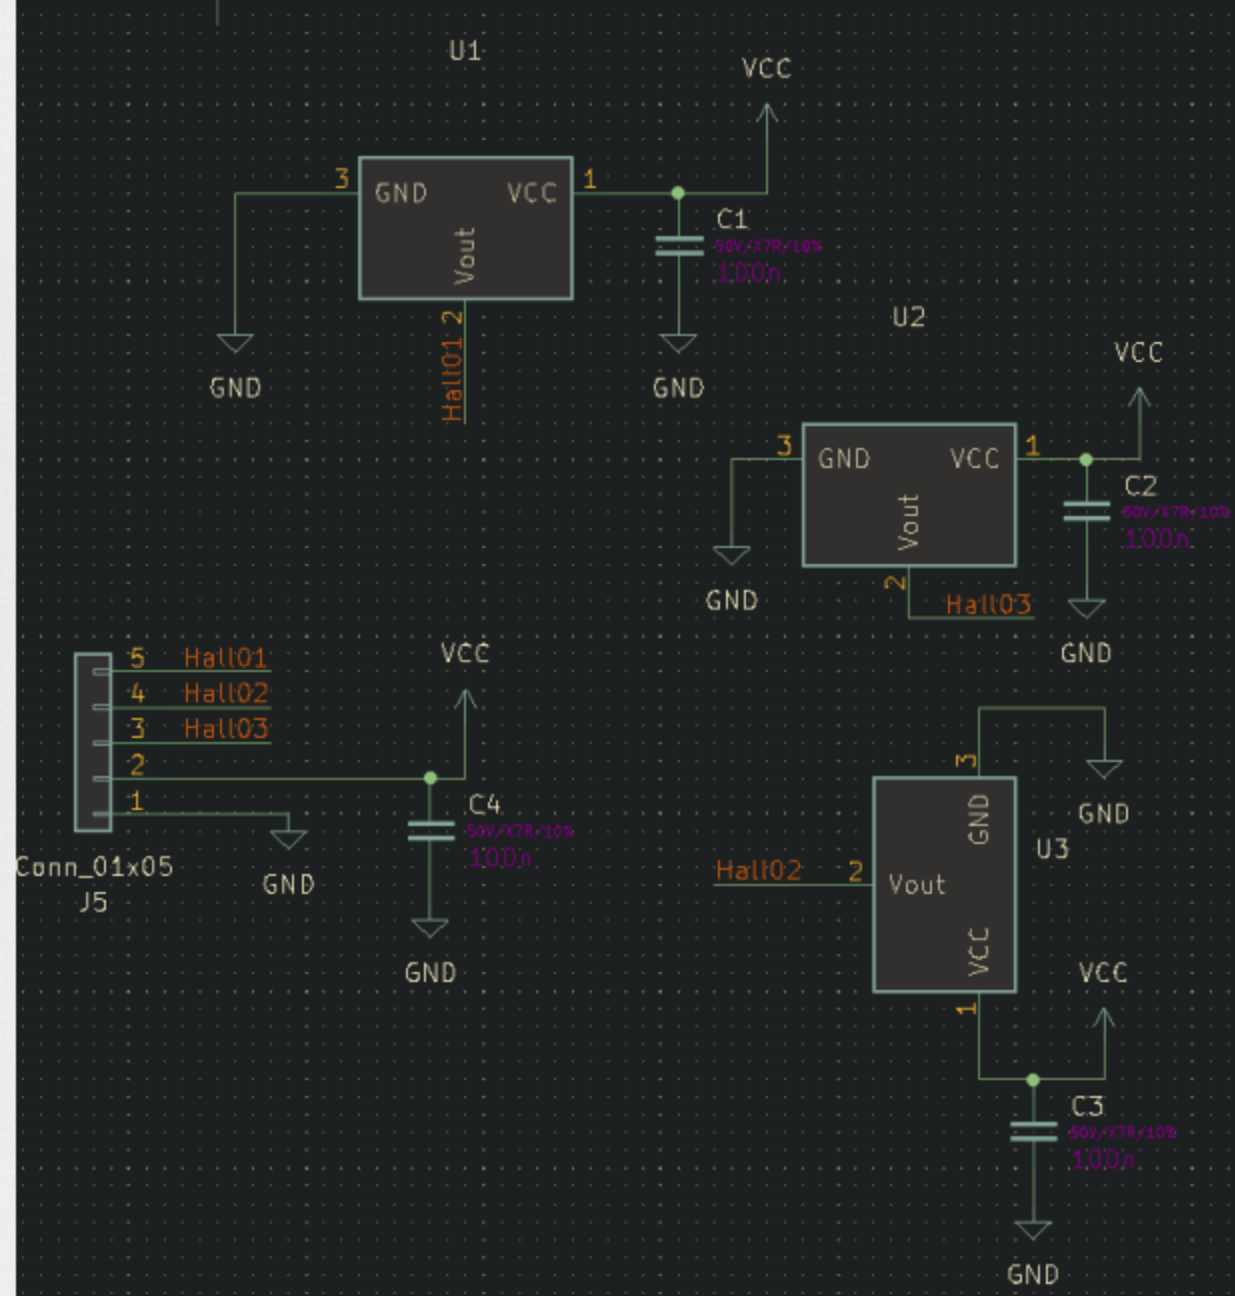 U1
VCC
3
GND
VCC
1
Vout
2
Hall01
GND
C1
50V/X7R/10%
100n
GND
U2
VCC
3
GND
VCC
1
Vout
2
Hall03
GND
C2
50V/X7R/10%
100n
GND
5 Hall01
4 Hall02
3 Hall03
2
1
Conn_01x05
J5
GND
VCC
C4
50V/X7R/10%
100n
GND
3
GND
GND
U3
Hall02 2
Vout
VCC
1
VCC
C3
50V/X7R/10%
100n
GND